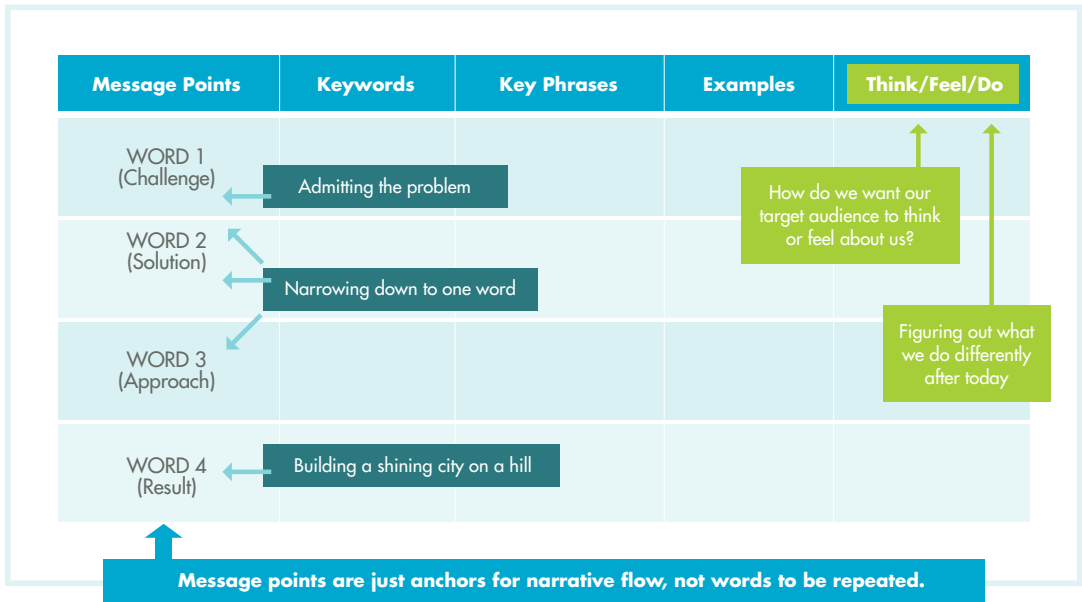 Message Points Keywords Key Phrases Examples Think/Feel/Do
WORD 1
(Challenge)
Admitting the problem
How do we want our
target audience to think
or feel about us?
WORD 2
(Solution)
Narrowing down to one word
Figuring out what
we do differently
after today
WORD 3
(Approach)
WORD 4
(Result)
Building a shining city on a hill
Message points are just anchors for narrative flow, not words to be repeated.